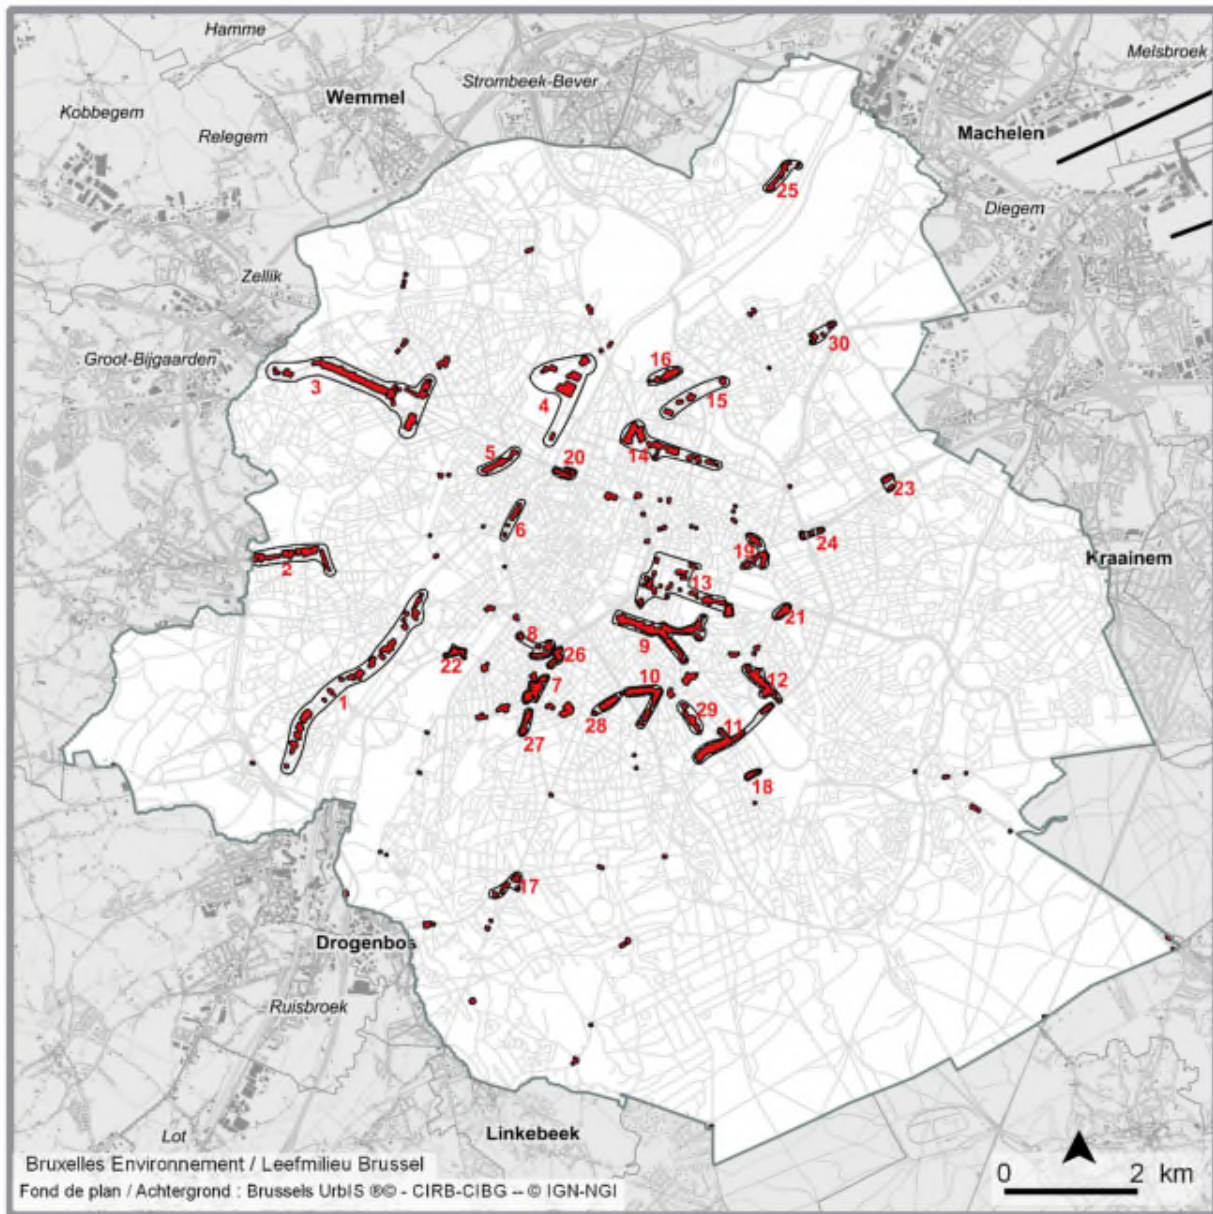 Hamme
Melsbroek
Strombeek-Bever
Wemmel
Kobbegem
Relegem
Machelen
25
Diegem
Zellik
30
Groot-Bijgaarden
16
3
15
4
14
5
20
23
6
24
19
2
Kraainem
13
21
8
9
22
26
7
10
12
1
29
28
11
27
18
17
Drogenbos
Ruisbroek
Linkebeek
Lot
Bruxelles Environnement / Leefmilieu Brussel
0 2 km
Fond de plan / Achtergrond : Brussels UrbIS ®© - CIRB-CIBG -- © IGN-NGI